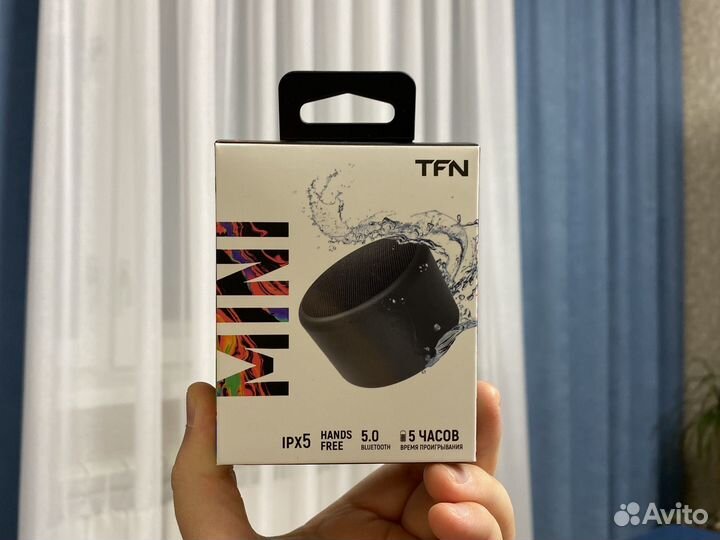 TFN
MINI
IPX5
HANDS
FREE
5.0
BLUETOOTH
5 ЧАСОВ
ВРЕМЯ ПРОИГРЫВАНИЯ
Avito